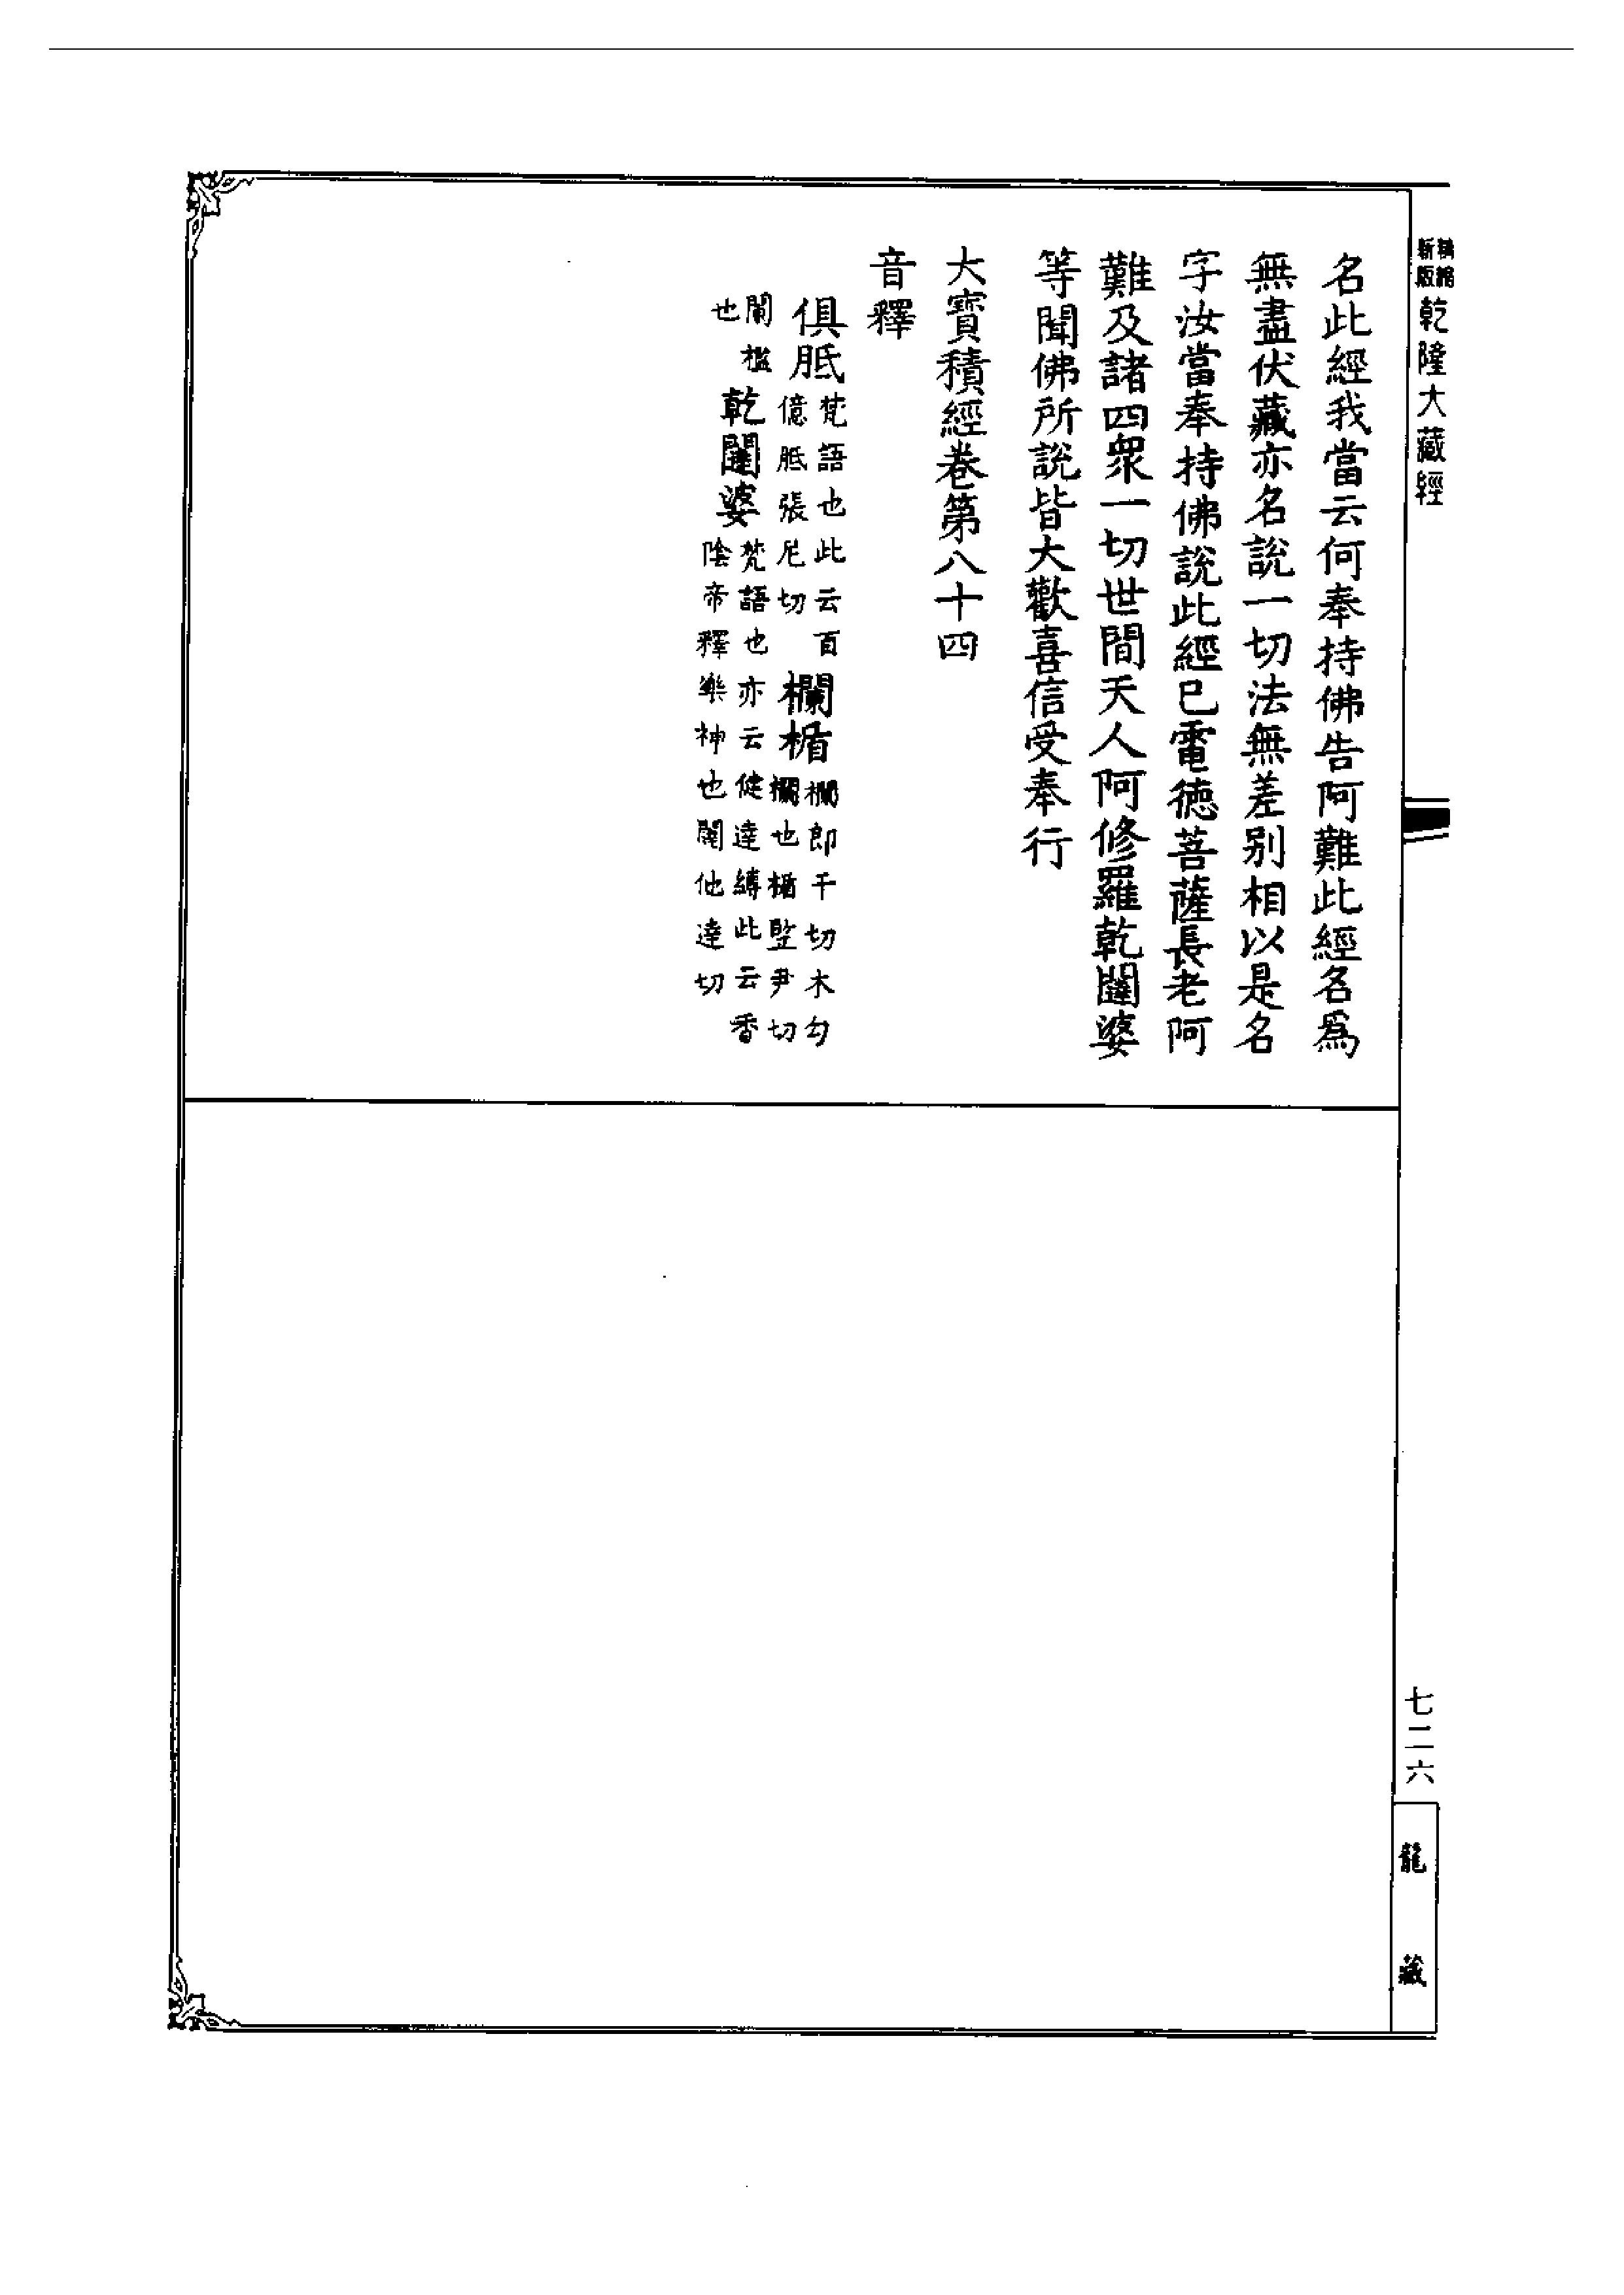 精縮新版乾隆大藏經
名此經我當云何奉持佛告阿難此經名爲
無盡伏藏亦名說一切法無差别相以是名
字汝當奉持佛說此經已電德菩薩長老阿
難及諸四衆一切世間天人阿修羅乾闥婆
等聞佛所說皆大歡喜信受奉行
大寶積經卷第八十四
音釋
俱胝 梵語也此云百億胝張尼切 欄楯 欄郎干切木勾欄也楯竪尹切
闌檻也 乾闥婆 梵語也亦云健達縛此云香陰帝釋樂神也闥他達切
七二六
龍藏